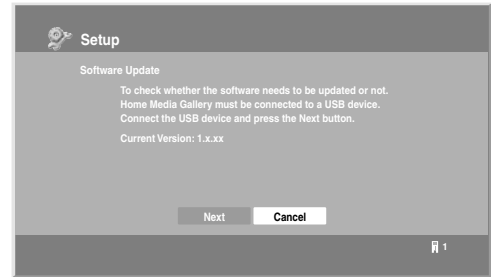 Setup
Software Update
To check whether the software needs to be updated or not.
Home Media Gallery must be connected to a USB device.
Connect the USB device and press the Next button.
Current Version: 1.x.xx
Next Cancel
1